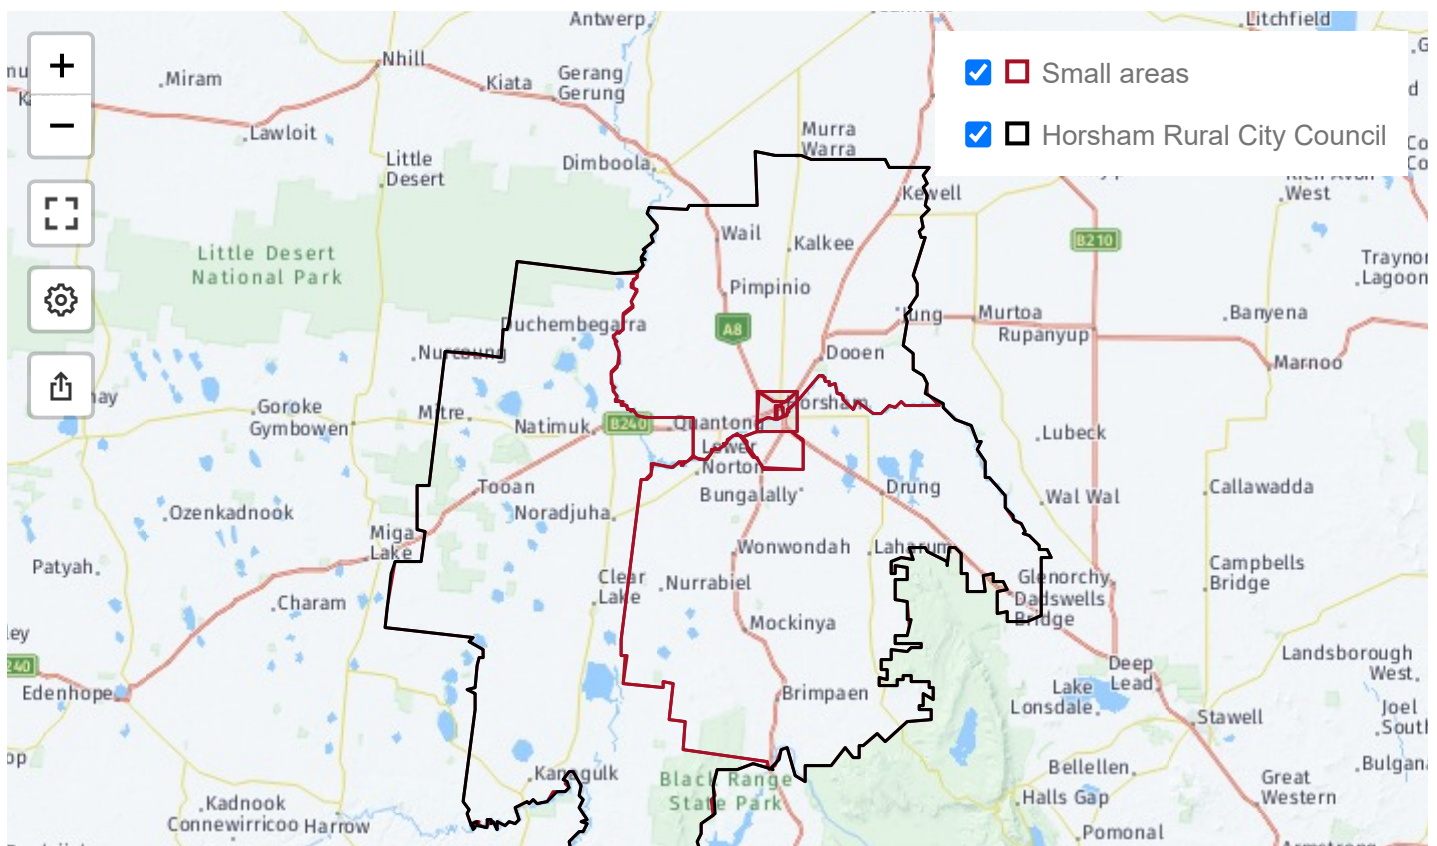 Antwerp
Litchfield
Nhill
Miram
Kiata
Gerang
Gerung
Small areas
Lawloit
Murra
Warra
Horsham Rural City Council
Little
Desert
Dimboola
Kewell
West
Little Desert
National Park
Wail
Kalkee
B210
Lagoon
Pimpinio
Duchembegarra
A8
Jung
Murtoa
Rupanyup
Banyena
Nurcoung
Dooen
Marnoo
Goroke
Gymbowen
Mitre
Natimuk
B240
Quantong
Horsham
Lower
Norton
Lubeck
Tooan
Bungalally
Drung
Wal Wal
Callawadda
Ozenkadnook
Noradjuha
Miga
Lake
Wonwondah
Laharum
Patyah
Campbells
Bridge
Clear
Lake
Nurrabiel
Glenorchy
Dadswells
Bridge
Charam
Mockinya
240
Edenhope
Brimpaen
Deep
Lead
Landsborough
West
Lake
Lonsdale
Stawell
Joel
South
Kanagulk
Black Range
State Park
Bellellen
Great
Western
Halls Gap
Kadnook
Connewirricoo
Harrow
Pomonal